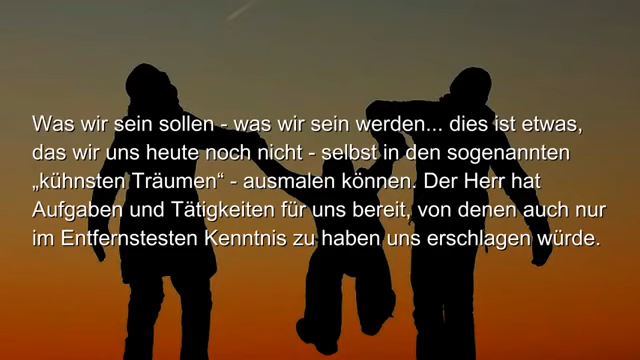 Was wir sein sollen - was wir sein werden... dies ist etwas,
das wir uns heute noch nicht - selbst in den sogenannten
„kühnsten Träumen“ - ausmalen können. Der Herr hat
Aufgaben und Tätigkeiten für uns bereit, von denen auch nur
im Entfernstesten Kenntnis zu haben uns erschlagen würde.